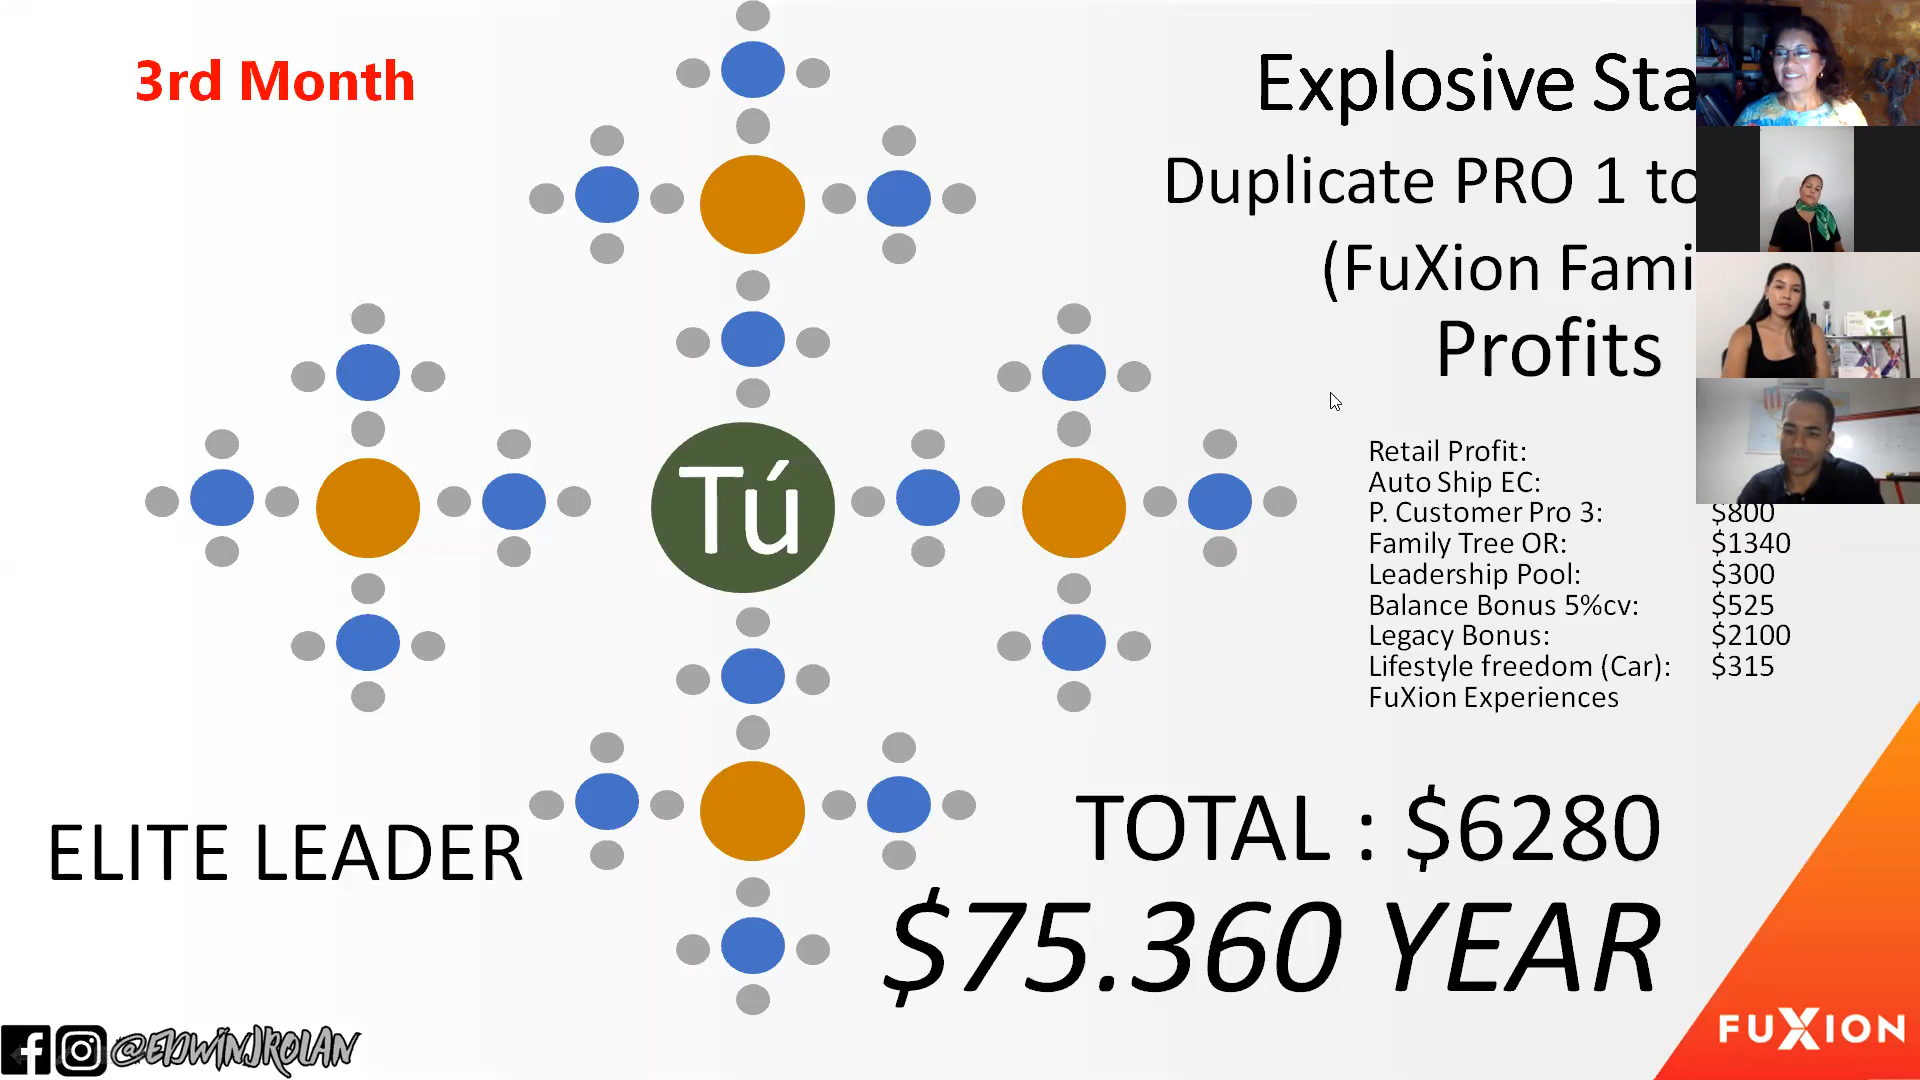 3rd Month
Explosive Sta
Duplicate PRO 1 to
(FuXion Fami
Profits
Tú
Retail Profit:
Auto Ship EC:
P. Customer Pro 3: $800
Family Tree OR: $1340
Leadership Pool: $300
Balance Bonus 5%cv: $525
Legacy Bonus: $2100
Lifestyle freedom (Car): $315
FuXion Experiences
ELITE LEADER
TOTAL : $6280
$75.360 YEAR
@EDWINJROLAN
FUXION